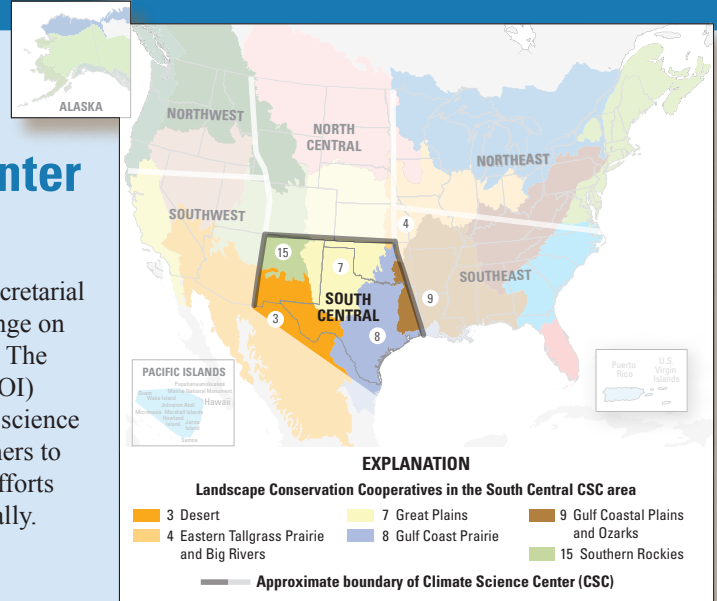 ALASKA
nter
cretarial
nge on
The
OI)
science
ners to
fforts
ally.
NORTHWEST
NORTH
CENTRAL
NORTHEAST
SOUTHWEST
4
15
7
SOUTHEAST
SOUTH
CENTRAL
9
3
8
PACIFIC ISLANDS
Hawaii
Samoa
Puerto
Rico
U.S.
Virgin
Islands
EXPLANATION
Landscape Conservation Cooperatives in the South Central CSC area
3 Desert
4 Eastern Tallgrass Prairie
and Big Rivers
7 Great Plains
8 Gulf Coast Prairie
9 Gulf Coastal Plains
and Ozarks
15 Southern Rockies
Approximate boundary of Climate Science Center (CSC)